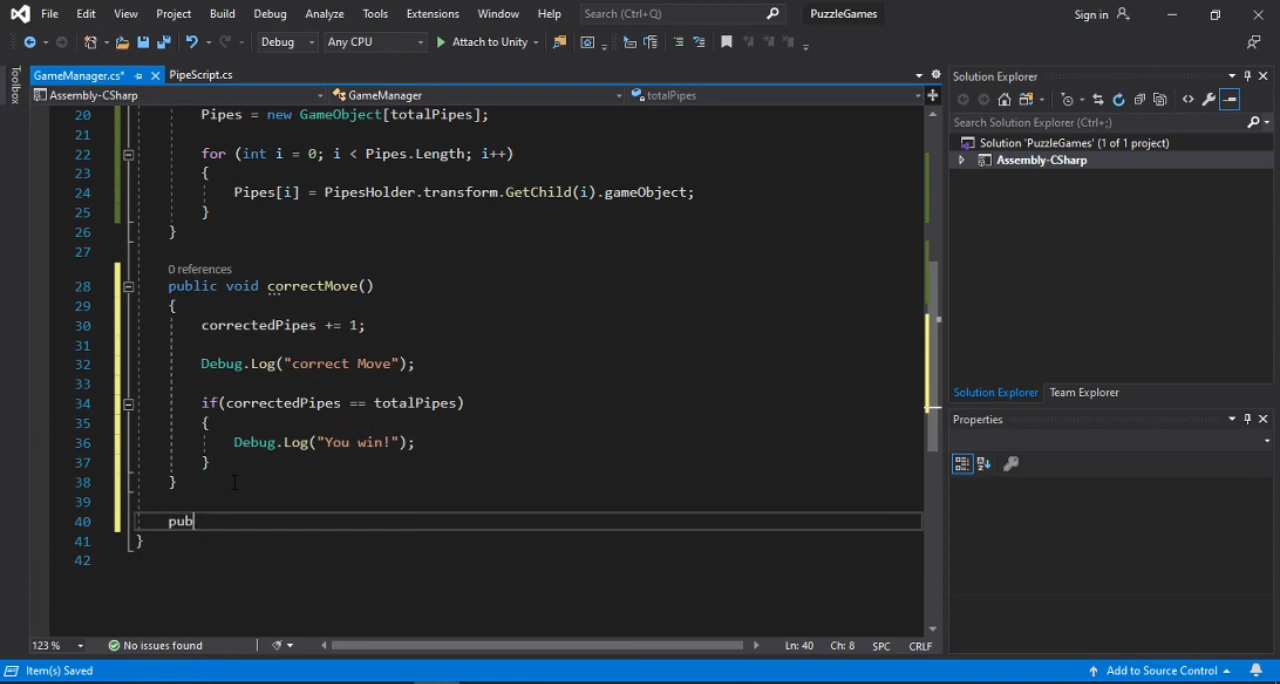 File Edit View Project Build Debug Analyze Tools Extensions Window Help Search (Ctrl+Q) PuzzleGames Sign in
Debug Any CPU Attach to Unity
Toolbox
GameManager.cs* PipeScript.cs
Assembly-CSharp GameManager totalPipes
20 Pipes = new GameObject[totalPipes];
21
22 for (int i = 0; i < Pipes.Length; i++)
23 {
24 Pipes[i] = PipesHolder.transform.GetChild(i).gameObject;
25 }
26 }
27
0 references
28 public void correctMove()
29 {
30 correctedPipes += 1;
31
32 Debug.Log("correct Move");
33
34 if(correctedPipes == totalPipes)
35 {
36 Debug.Log("You win!");
37 }
38 }
39
40 pub
41 }
42
123 % No issues found Ln: 40 Ch: 8 SPC CRLF
Solution Explorer
Search Solution Explorer (Ctrl+;)
Solution 'PuzzleGames' (1 of 1 project)
Assembly-CSharp
Solution Explorer Team Explorer
Properties
Item(s) Saved Add to Source Control